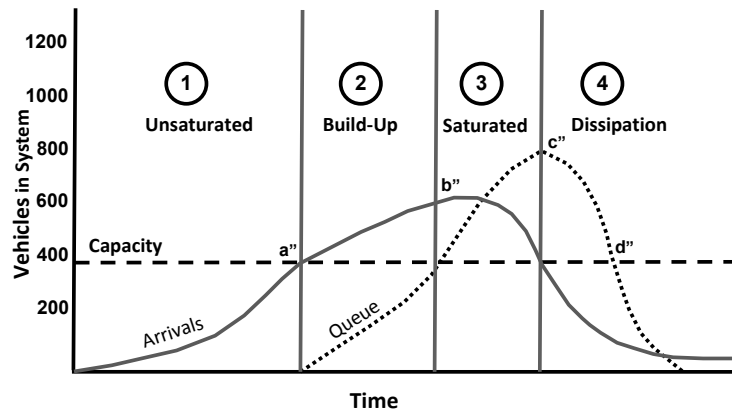 1200
1000
800
600
400
200
Vehicles in System
1
2
3
4
Unsaturated
Build-Up
Saturated
Dissipation
Capacity
a”
b”
c”
d”
Arrivals
Queue
Time